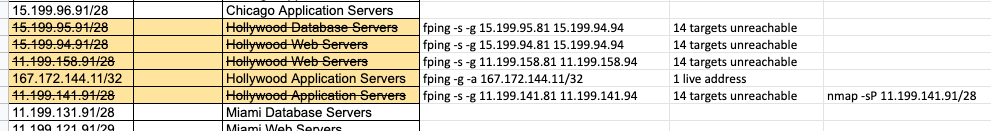 15.199.96.91/28 Chicago Application Servers
15.199.95.91/28 Hollywood Database Servers fping -s -g 15.199.95.81 15.199.94.94 14 targets unreachable
15.199.94.91/28 Hollywood Web Servers fping -s -g 15.199.94.81 15.199.94.94 14 targets unreachable
11.199.158.91/28 Hollywood Web Servers fping -s -g 11.199.158.81 11.199.158.94 14 targets unreachable
167.172.144.11/32 Hollywood Application Servers fping -g -a 167.172.144.11/32 1 live address
11.199.141.91/28 Hollywood Application Servers fping -s -g 11.199.141.81 11.199.141.94 14 targets unreachable nmap -sP 11.199.141.91/28
11.199.131.91/28 Miami Database Servers
11.199.121.91/29 Miami Web Servers